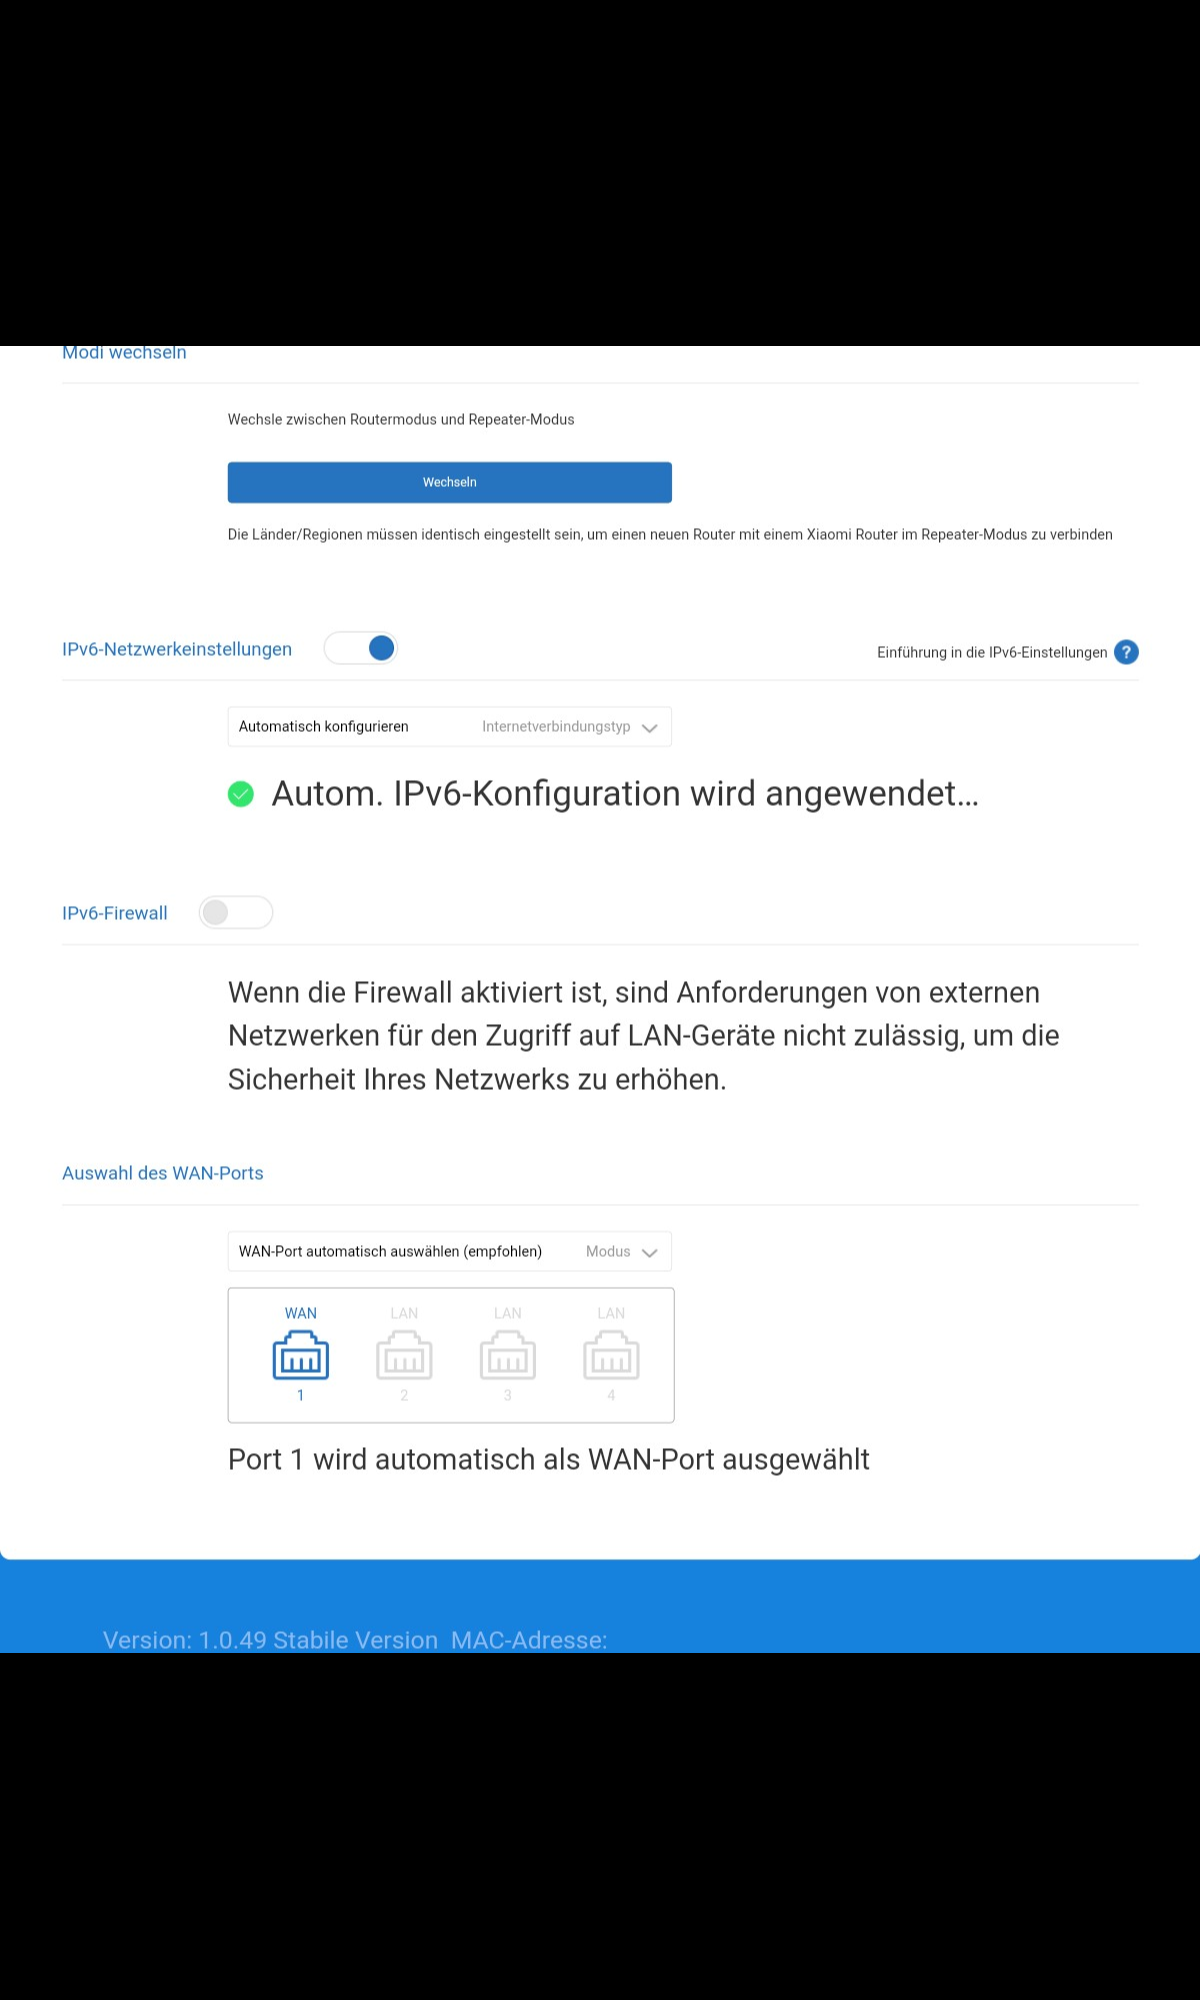 Modi wechseln
Wechsle zwischen Routermodus und Repeater-Modus
Wechseln
Die Länder/Regionen müssen identisch eingestellt sein, um einen neuen Router mit einem Xiaomi Router im Repeater-Modus zu verbinden
IPv6-Netzwerkeinstellungen
Einführung in die IPv6-Einstellungen ?
Automatisch konfigurieren Internetverbindungstyp
Autom. IPv6-Konfiguration wird angewendet...
IPv6-Firewall
Wenn die Firewall aktiviert ist, sind Anforderungen von externen
Netzwerken für den Zugriff auf LAN-Geräte nicht zulässig, um die
Sicherheit Ihres Netzwerks zu erhöhen.
Auswahl des WAN-Ports
WAN-Port automatisch auswählen (empfohlen) Modus
WAN LAN LAN LAN
1 2 3 4
Port 1 wird automatisch als WAN-Port ausgewählt
Version: 1.0.49 Stabile Version MAC-Adresse: